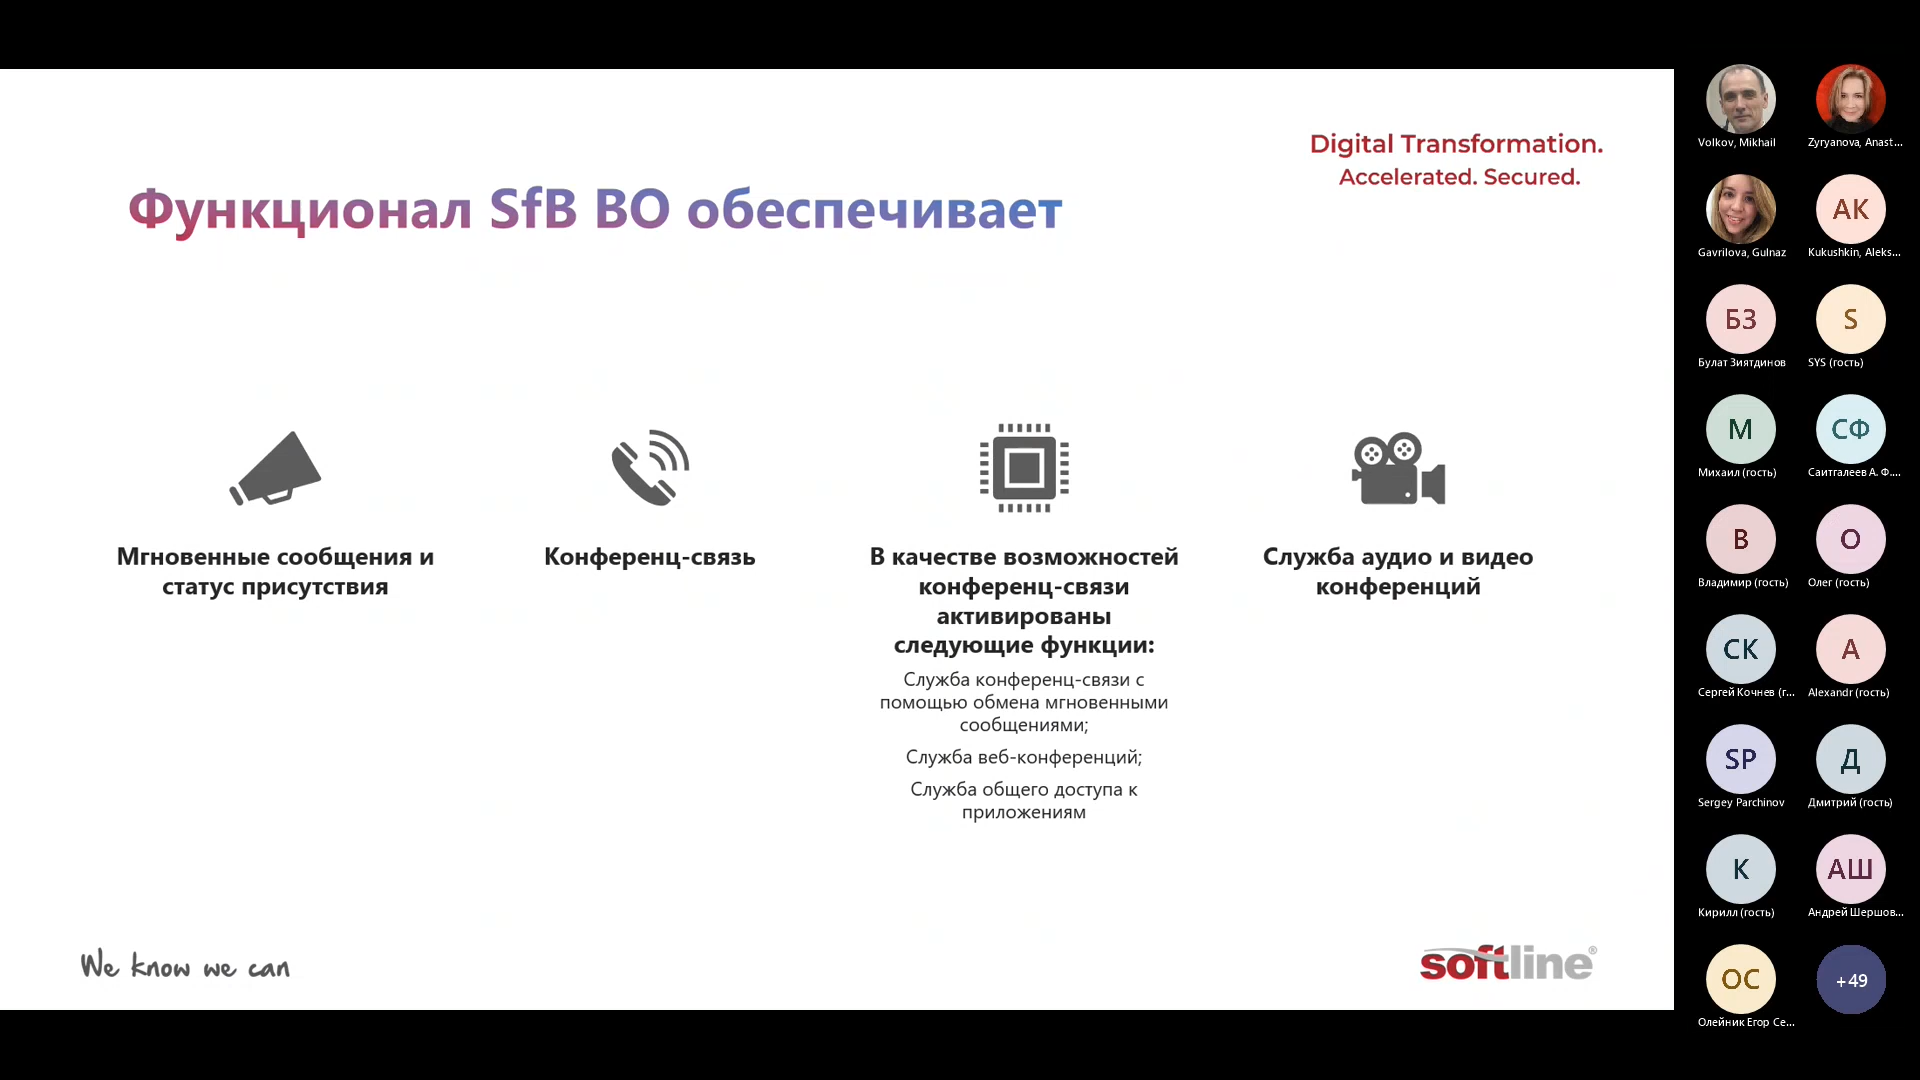 Digital Transformation.
Accelerated. Secured.
Функционал SfB ВО обеспечивает
Мгновенные сообщения и
статус присутствия
Конференц-связь
В качестве возможностей
конференц-связи
активированы
следующие функции:
Служба конференц-связи с
помощью обмена мгновенными
сообщениями;
Служба веб-конференций;
Служба общего доступа к
приложениям
Служба аудио и видео
конференций
We know we can
softline®
Volkov, Mikhail
Zyryanova, Anast...
Gavrilova, Gulnaz
АК
Kukushkin, Aleks...
БЗ
Булат Зиятдинов
S
SYS (гость)
М
Михаил (гость)
СФ
Саитгалеев А. Ф....
В
Владимир (гость)
О
Олег (гость)
СК
Сергей Кочнев (г...
A
Alexandr (гость)
SP
Sergey Parchinov
Д
Дмитрий (гость)
К
Кирилл (гость)
АШ
Андрей Шершов...
ОС
Олейник Егор Се...
+49